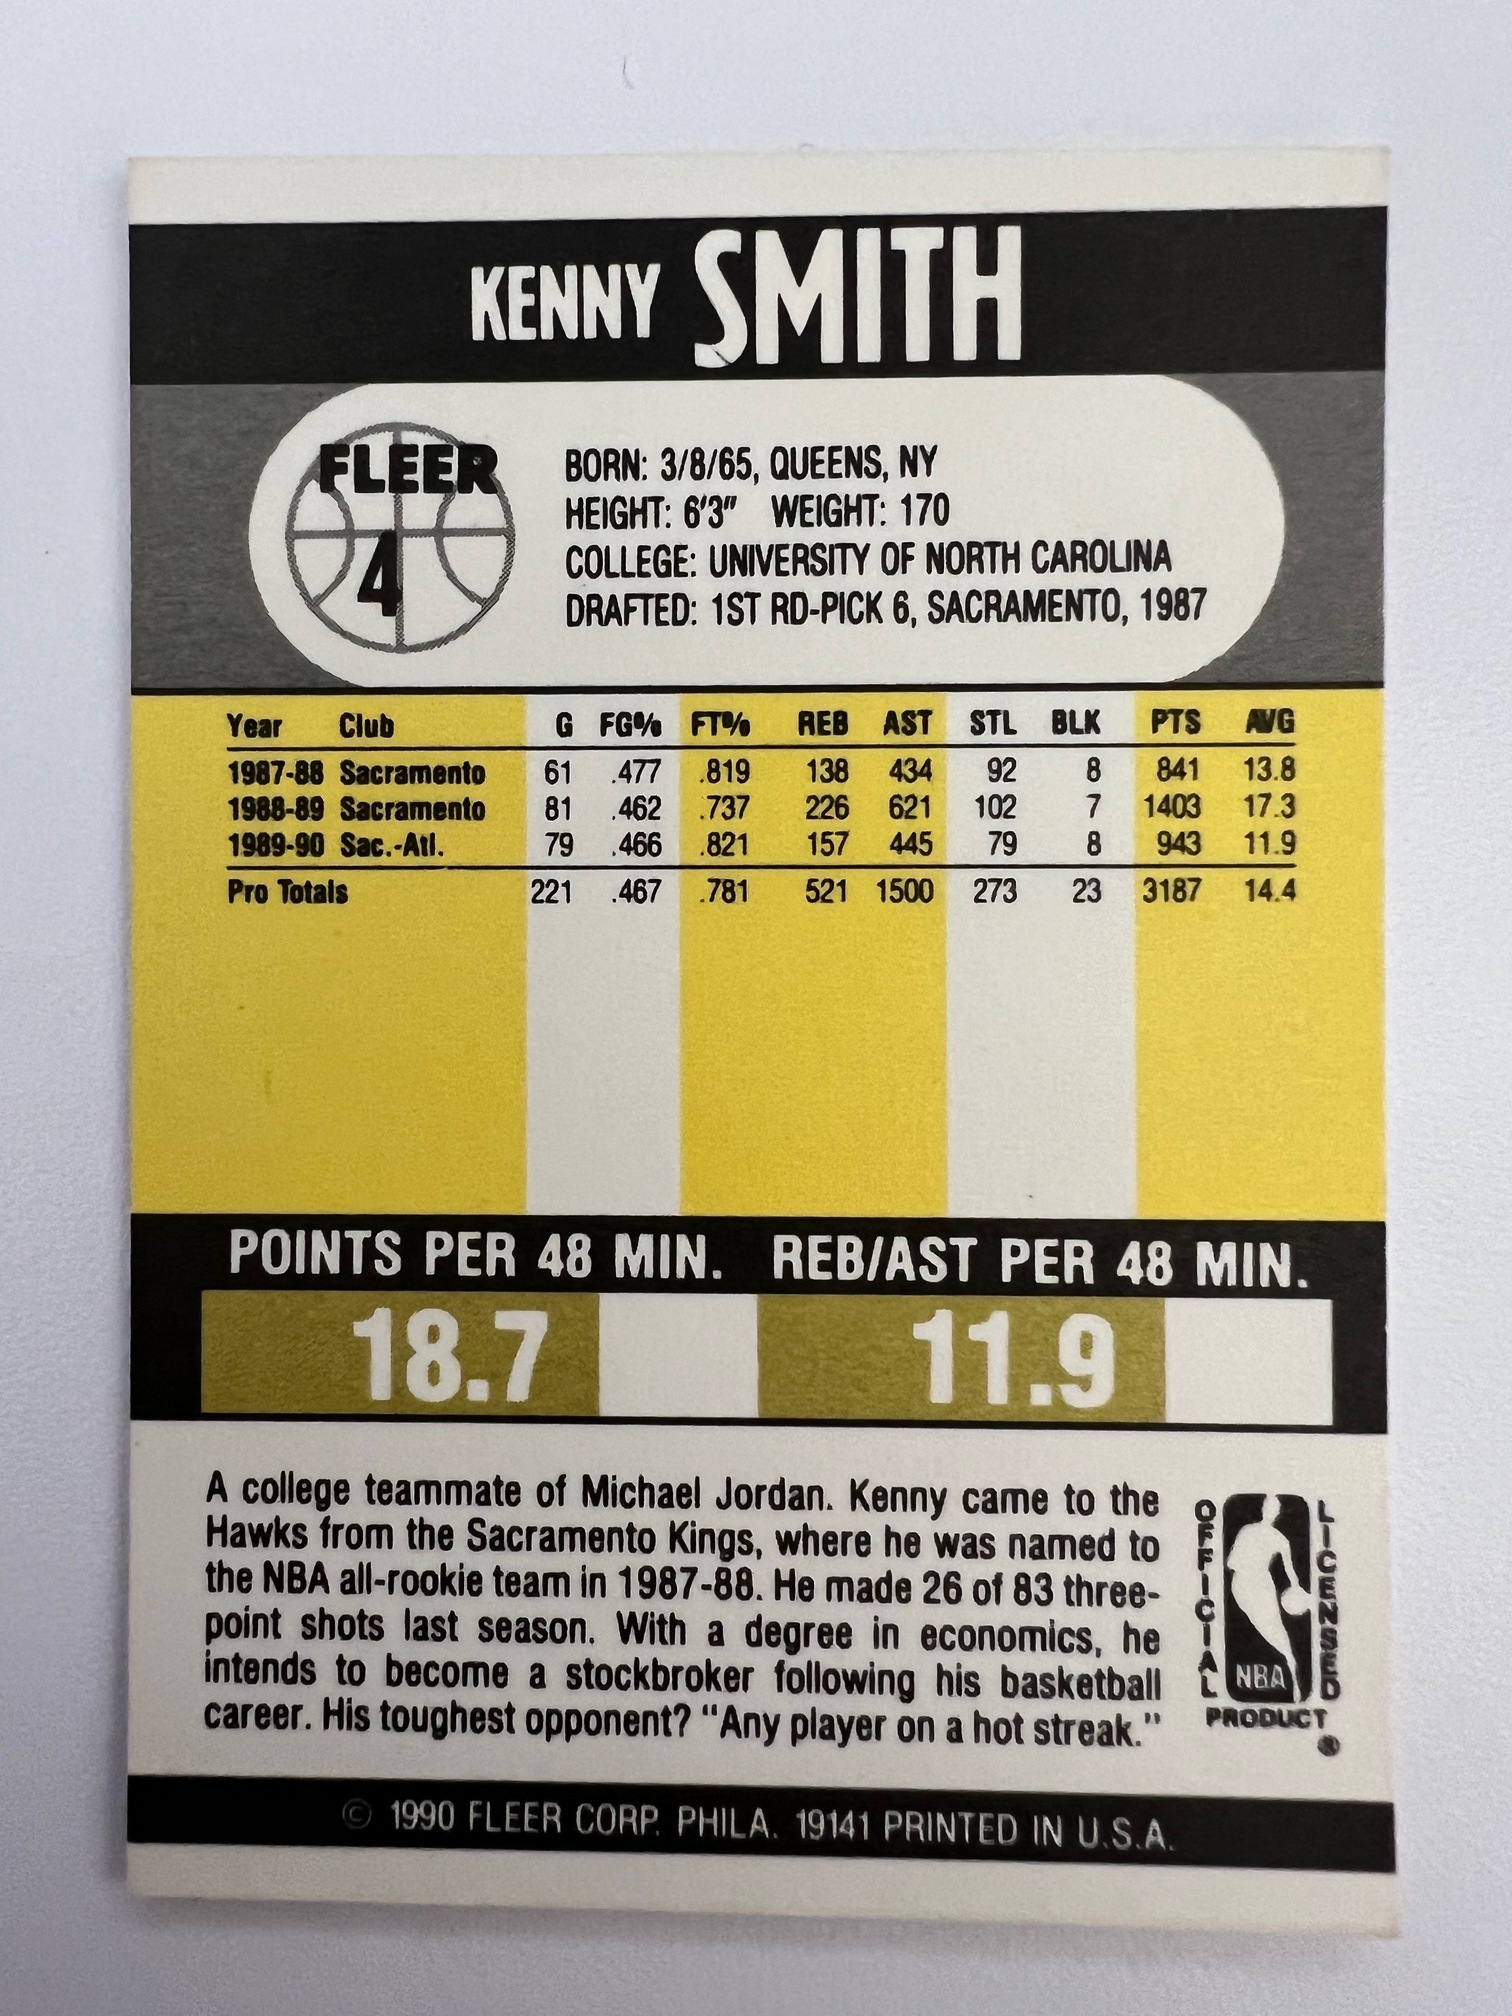 KENNY SMITH
FLEER
4
BORN: 3/8/65, QUEENS, NY
HEIGHT: 6'3" WEIGHT: 170
COLLEGE: UNIVERSITY OF NORTH CAROLINA
DRAFTED: 1ST RD-PICK 6, SACRAMENTO, 1987
Year Club G FG% FT% REB AST STL BLK PTS AVG
1987-88 Sacramento 61 .477 .819 138 434 92 8 841 13.8
1988-89 Sacramento 81 .462 .737 226 621 102 7 1403 17.3
1989-90 Sac.-Atl. 79 .466 .821 157 445 79 8 943 11.9
Pro Totals 221 .467 .781 521 1500 273 23 3187 14.4
POINTS PER 48 MIN. REB/AST PER 48 MIN.
18.7 11.9
A college teammate of Michael Jordan. Kenny came to the
Hawks from the Sacramento Kings, where he was named to
the NBA all-rookie team in 1987-88. He made 26 of 83 three-
point shots last season. With a degree in economics, he
intends to become a stockbroker following his basketball
career. His toughest opponent? "Any player on a hot streak."
OFFICIAL
LICENSED
NBA
PRODUCT
®
© 1990 FLEER CORP. PHILA. 19141 PRINTED IN U.S.A.